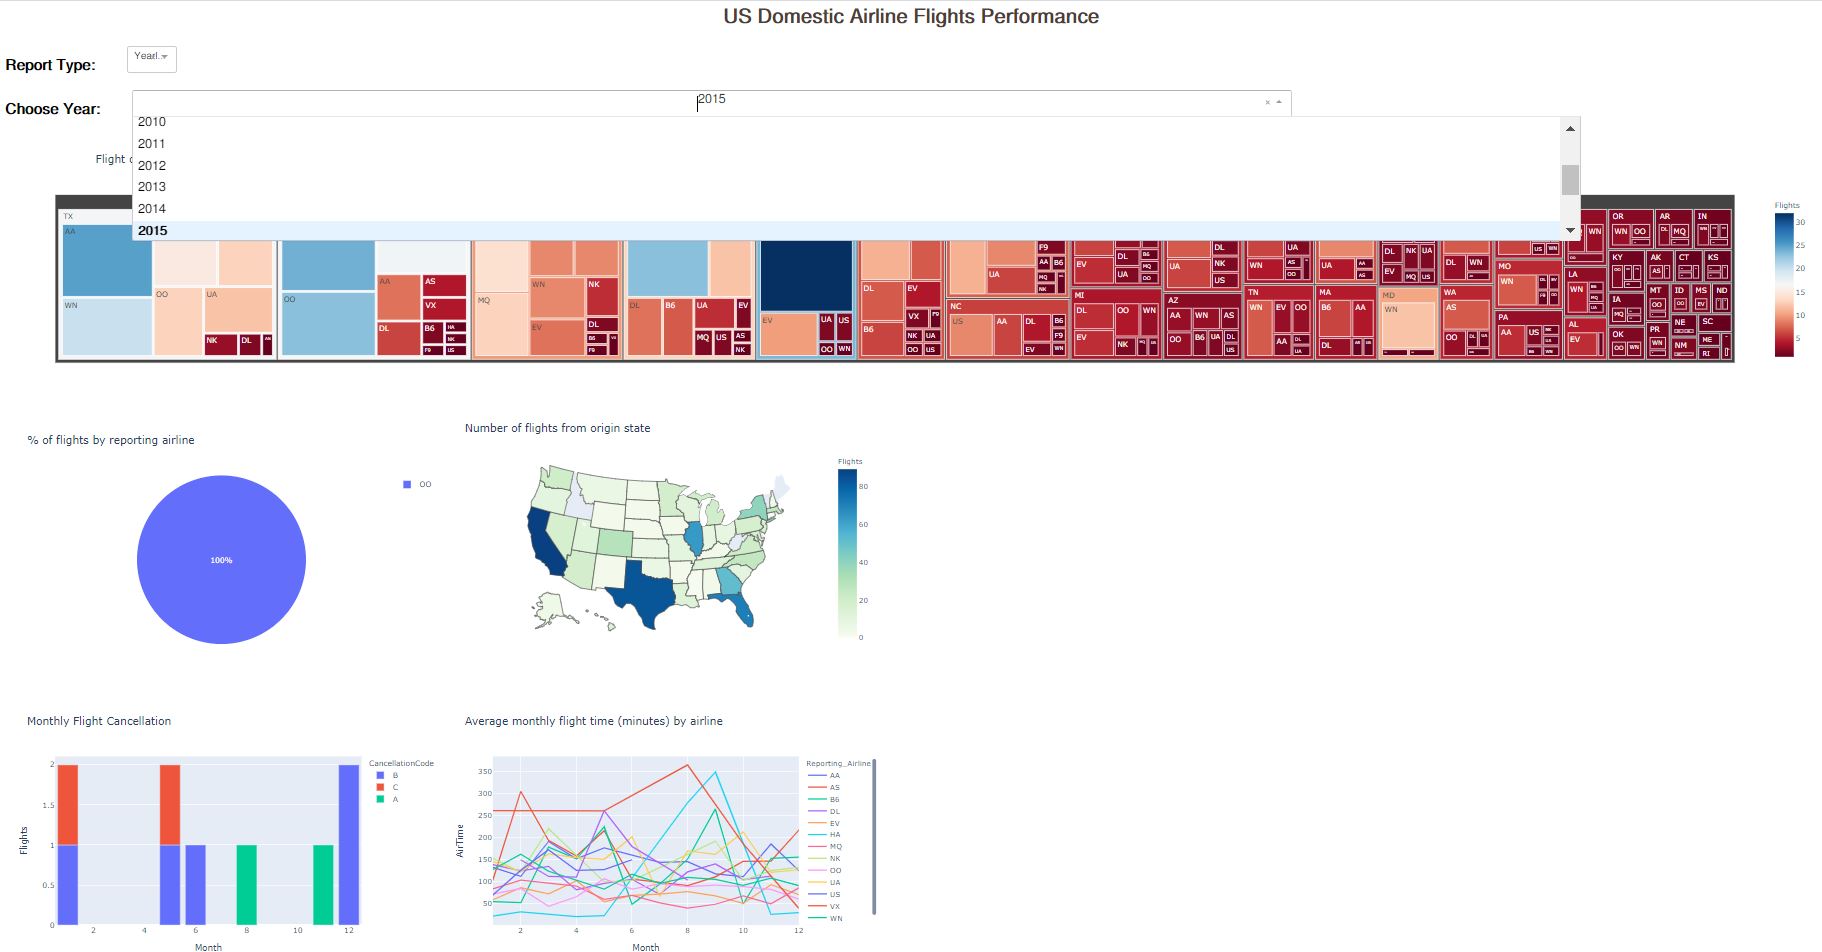 US Domestic Airline Flights Performance
Report Type:
Yearl...
Choose Year:
2015
2010
2011
2012
2013
2014
2015
Flight c
TX
AA
WN
OO
UA
NK
DL
OO
AA
DL
AS
VX
B6
HA
NK
F9
US
MQ
WN
EV
NK
DL
B6
F9
DL
B6
UA
EV
MQ
US
AS
NK
EV
UA
US
OO
WN
DL
B6
EV
VX
F9
NK
UA
OO
US
UA
F9
AA
B6
MQ
NK
NC
US
AA
DL
EV
B6
F9
WN
EV
DL
UA
B6
MQ
OO
MI
DL
EV
OO
WN
NK
UA
DL
NK
US
AZ
AA
WN
AS
OO
B6
UA
DL
US
WN
UA
AS
OO
TN
WN
EV
OO
AA
DL
UA
UA
AA
AS
MA
B6
AA
DL
DL
EV
B6
WN
MQ
US
MD
WN
DL
WN
WA
AS
OO
US
WN
MO
WN
PA
AA
US
WN
LA
WN
AL
EV
OR
WN
OO
AR
DL
MQ
IN
KY
AK
AS
CT
KS
IA
MQ
MT
OO
ID
OO
MS
EV
ND
OK
OO
WN
PR
WN
NE
SC
NM
ME
RI
Flights
30
25
20
15
10
5
% of flights by reporting airline
100%
OO
Number of flights from origin state
Flights
80
60
40
20
0
Monthly Flight Cancellation
Flights
2
1.5
1
0.5
0
2
4
6
8
10
12
Month
CancellationCode
B
C
A
Average monthly flight time (minutes) by airline
AirTime
350
300
250
200
150
100
50
2
4
6
8
10
12
Month
Reporting_Airline
AA
AS
B6
DL
EV
HA
MQ
NK
OO
UA
US
VX
WN